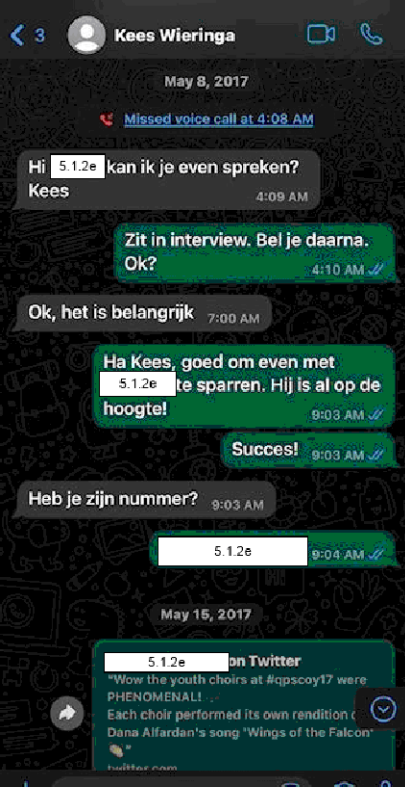 3
Kees Wieringa
May 8, 2017
Missed voice call at 4:08 AM
Hi 5.1.2e kan ik je even spreken?
Kees
4:09 AM
Zit in interview. Bel je daarna.
Ok?
4:10 AM
Ok, het is belangrijk 7:00 AM
Ha Kees, goed om even met
5.1.2e te sparren. Hij is al op de
hoogte!
9:03 AM
Succes! 9:03 AM
Heb je zijn nummer? 9:03 AM
5.1.2e 9:04 AM
May 15, 2017
5.1.2e on Twitter
"Wow the youth choirs at #qpscoy17 were
PHENOMENAL!
Each choir performed its own rendition
Dana Alfardan's song "Wings of the Falcon"
"
twitter.com